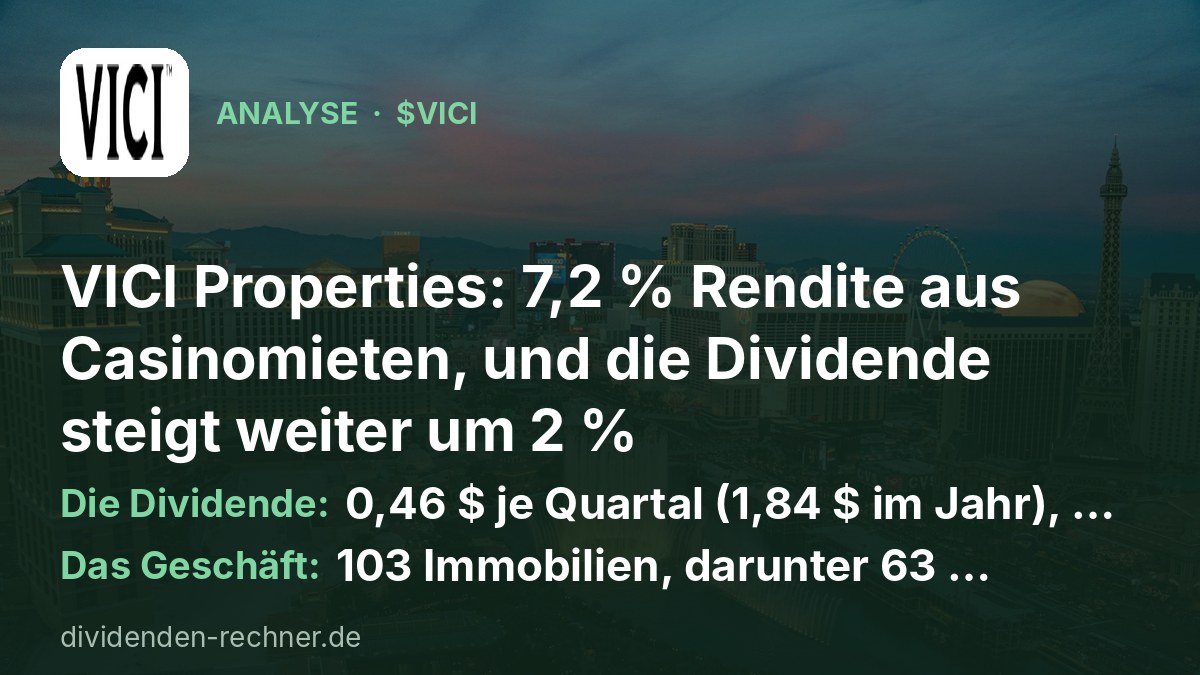 VICI™
ANALYSE · $VICI
VICI Properties: 7,2 % Rendite aus
Casinomieten, und die Dividende
steigt weiter um 2 %
Die Dividende: 0,46 $ je Quartal (1,84 $ im Jahr), ...
Das Geschäft: 103 Immobilien, darunter 63 ...
dividenden-rechner.de